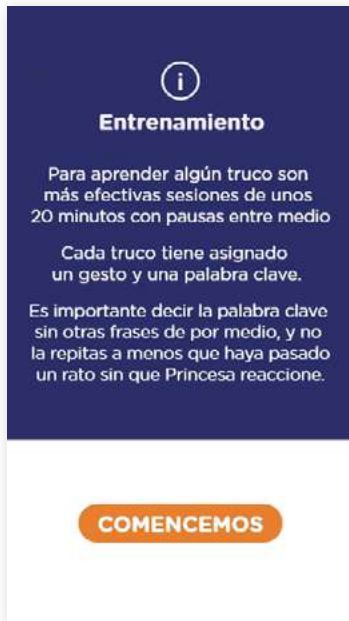 i
Entrenamiento
Para aprender algún truco son
más efectivas sesiones de unos
20 minutos con pausas entre medio
Cada truco tiene asignado
un gesto y una palabra clave.
Es importante decir la palabra clave
sin otras frases de por medio, y no
la repitas a menos que haya pasado
un rato sin que Princesa reaccione.
COMENCEMOS